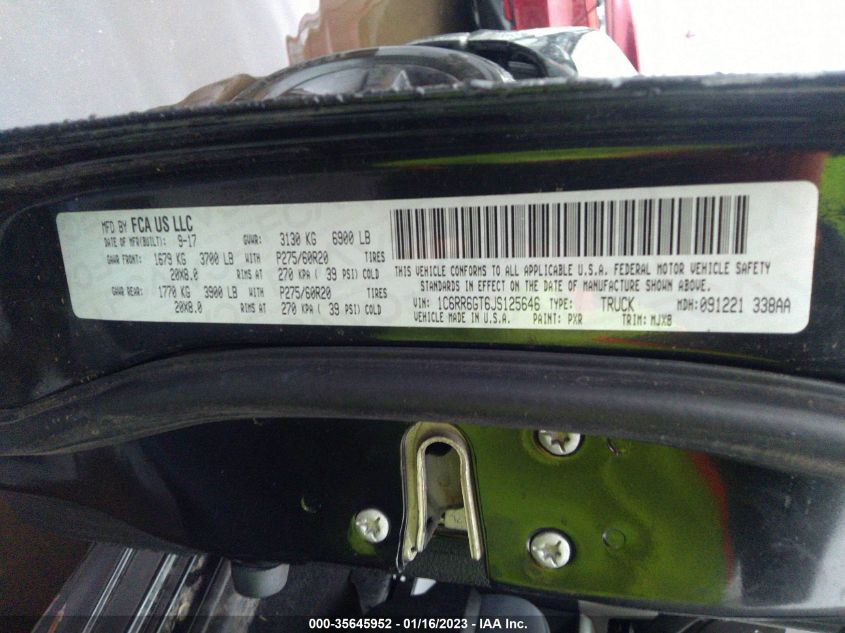 MFD BY FCA US LLC
DATE OF MFR(BUILT): 9-17 GVWR: 3130 KG 6900 LB
GAWR FRONT: 1679 KG 3700 LB WITH P275/60R20 TIRES
20X8.0 RIMS AT 270 KPA ( 39 PSI) COLD
GAWR REAR: 1770 KG 3900 LB WITH P275/60R20 TIRES
20X8.0 RIMS AT 270 KPA ( 39 PSI) COLD
THIS VEHICLE CONFORMS TO ALL APPLICABLE U.S.A. FEDERAL MOTOR VEHICLE SAFETY
STANDARDS IN EFFECT ON THE DATE OF MANUFACTURE SHOWN ABOVE.
VIN: 1C6RR6GT6JS125646 TYPE: TRUCK MDH: 091221 338AA
VEHICLE MADE IN U.S.A. PAINT: PXR TRIM: MJX8
000-35645952 - 01/16/2023 - IAA Inc.